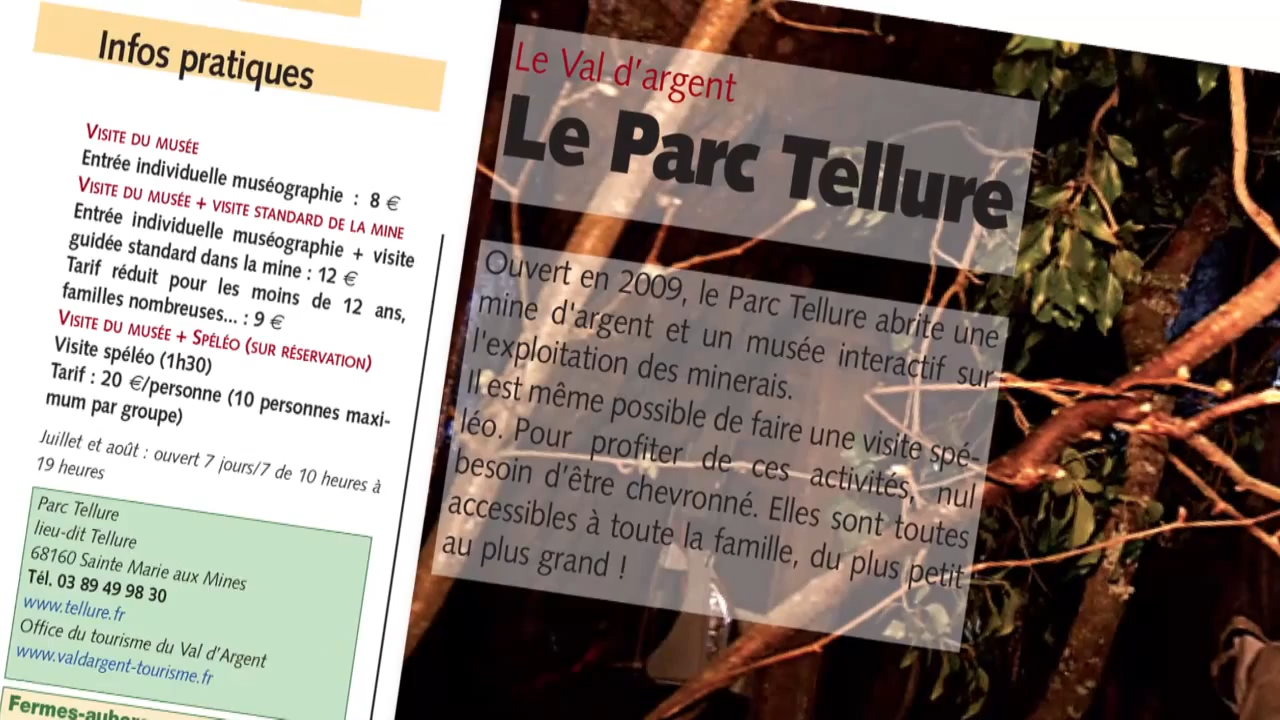 Infos pratiques
VISITE DU MUSÉE
Entrée individuelle muséographie : 8 €
VISITE DU MUSÉE + VISITE STANDARD DE LA MINE
Entrée individuelle muséographie + visite
guidée standard dans la mine : 12 €
Tarif réduit pour les moins de 12 ans,
familles nombreuses... : 9 €
VISITE DU MUSÉE + SPÉLÉO (SUR RÉSERVATION)
Visite spéléo (1h30)
Tarif : 20 €/personne (10 personnes maxi-
mum par groupe)
Juillet et août : ouvert 7 jours/7 de 10 heures à
19 heures
Parc Tellure
lieu-dit Tellure
68160 Sainte Marie aux Mines
Tél. 03 89 49 98 30
www.tellure.fr
Office du tourisme du Val d'Argent
www.valdargent-tourisme.fr
Le Val d'argent
Le Parc Tellure
Ouvert en 2009, le Parc Tellure abrite une
mine d'argent et un musée interactif sur
l'exploitation des minerais.
Il est même possible de faire une visite spé-
léo. Pour profiter de ces activités, nul
besoin d'être chevronné. Elles sont toutes
accessibles à toute la famille, du plus petit
au plus grand !